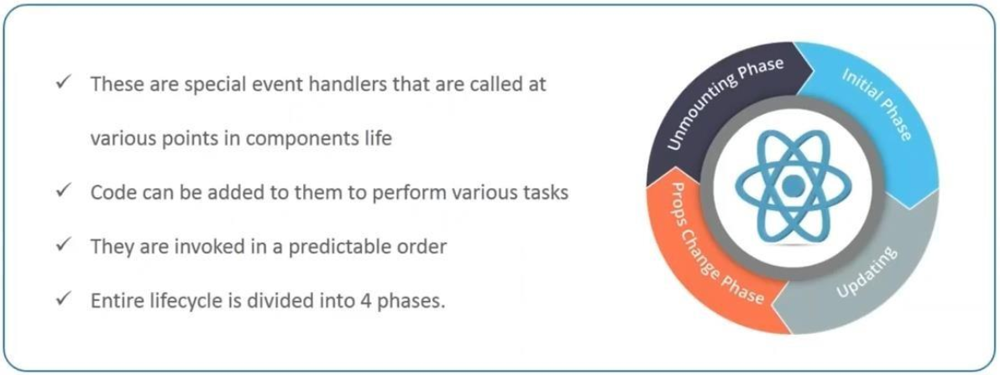 ✓ These are special event handlers that are called at
various points in components life
✓ Code can be added to them to perform various tasks
✓ They are invoked in a predictable order
✓ Entire lifecycle is divided into 4 phases.
Unmounting Phase
Initial Phase
Props Change Phase
Updating